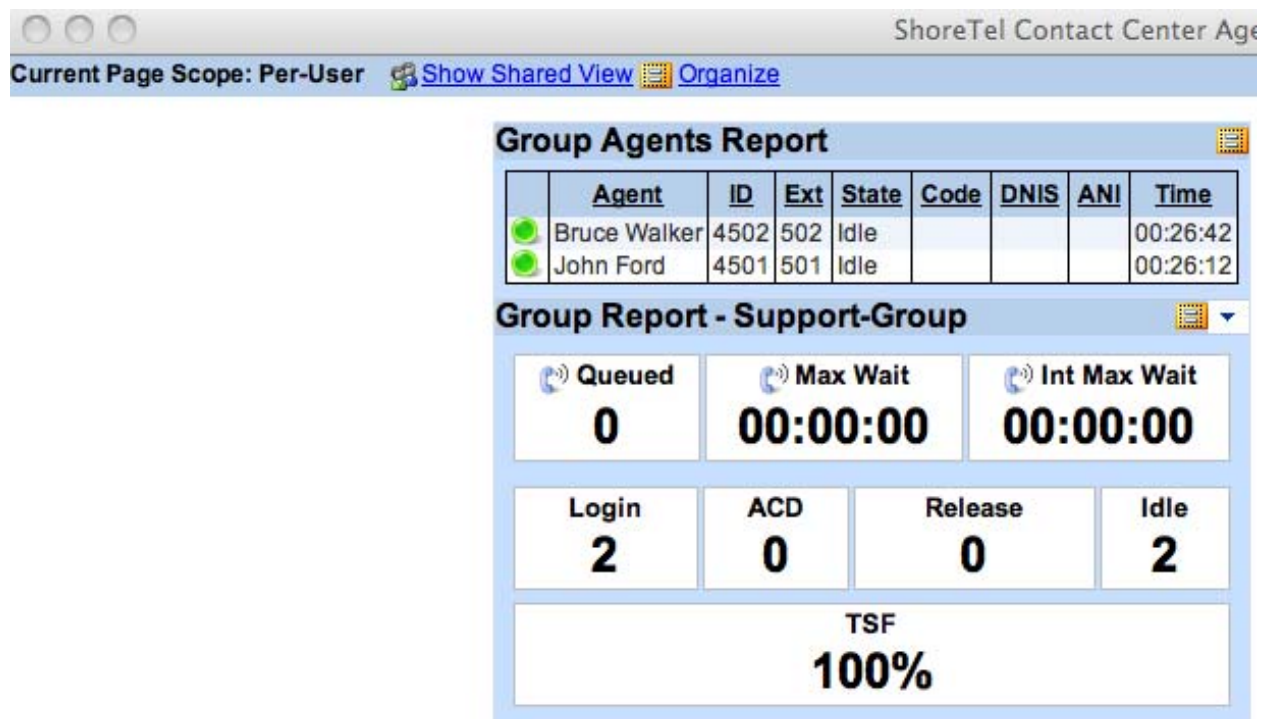 ShoreTel Contact Center Age
Current Page Scope: Per-User Show Shared View Organize
Group Agents Report
Agent ID Ext State Code DNIS ANI Time
Bruce Walker 4502 502 Idle 00:26:42
John Ford 4501 501 Idle 00:26:12
Group Report - Support-Group
Queued Max Wait Int Max Wait
0 00:00:00 00:00:00
Login ACD Release Idle
2 0 0 2
TSF
100%